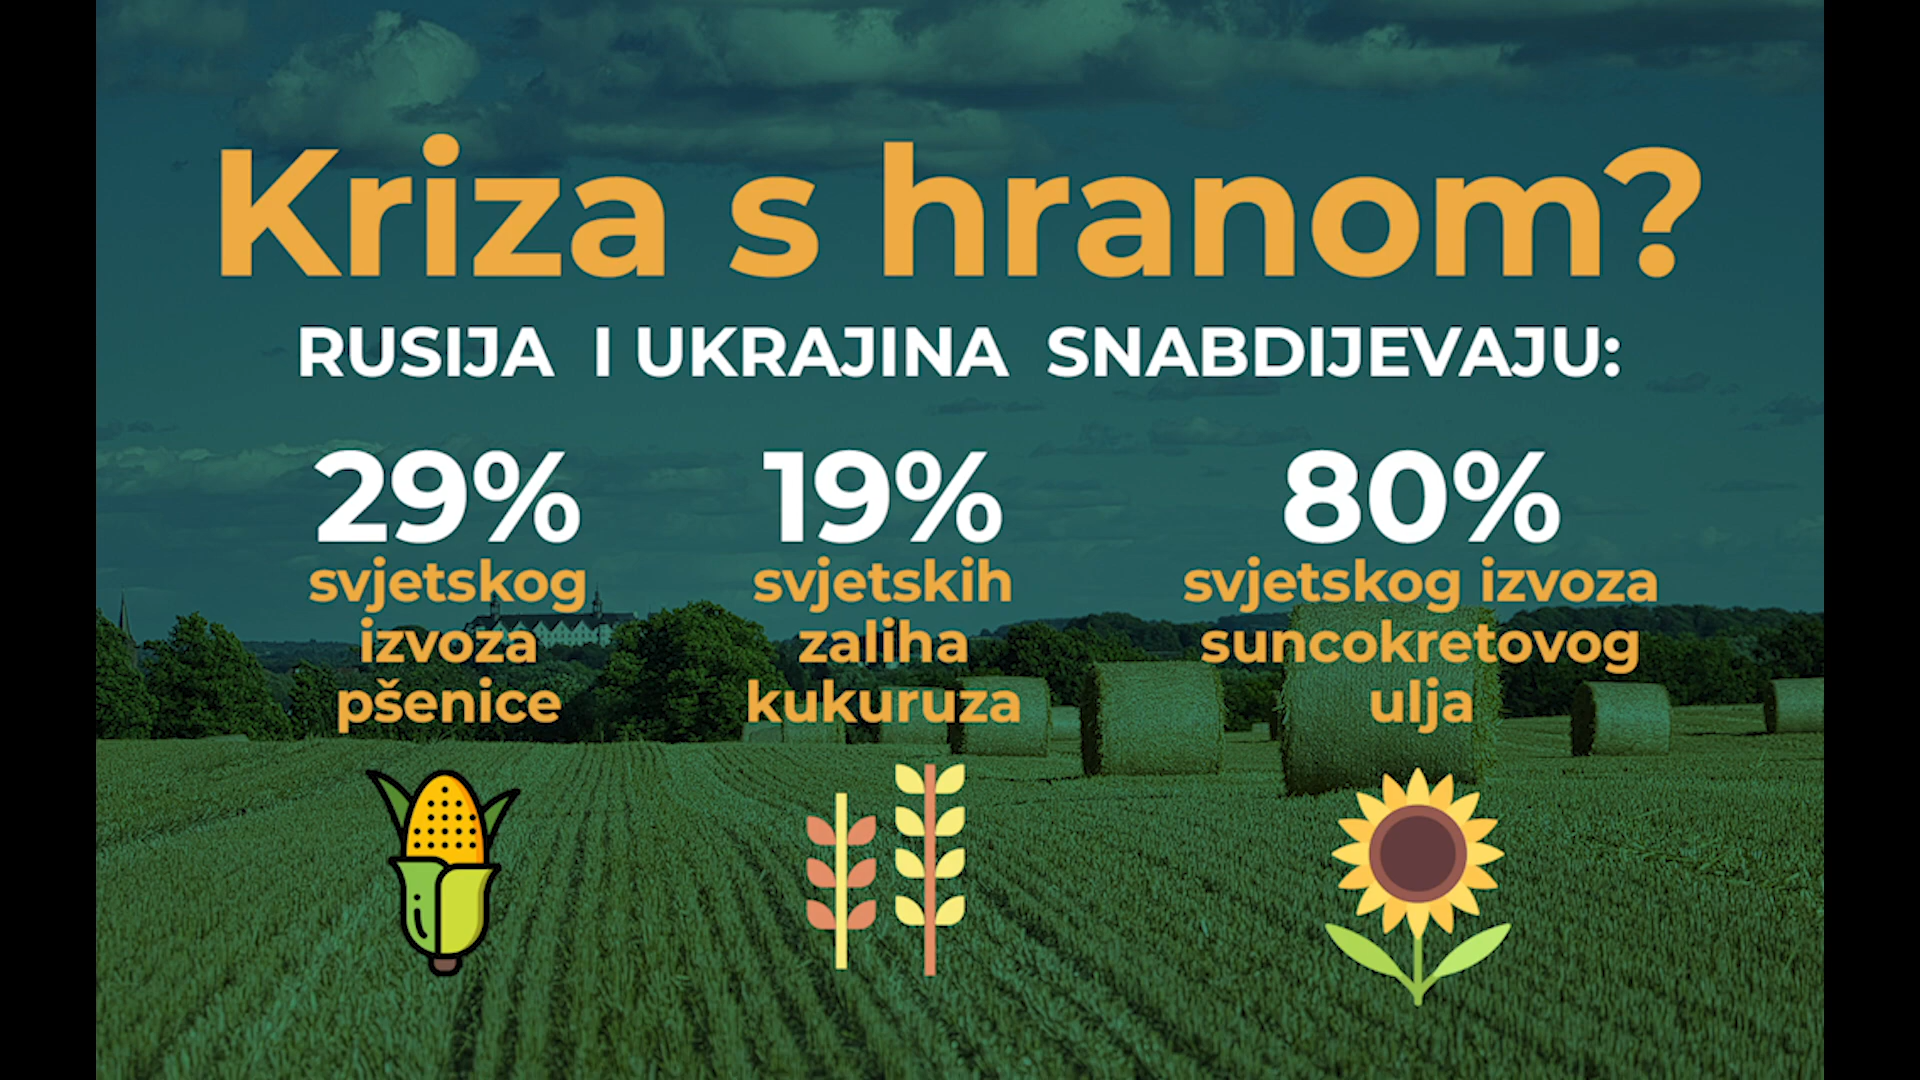 Kriza s hranom?
RUSIJA I UKRAJINA SNABDIJEVAJU:
29%
svjetskog
izvoza
pšenice
19%
svjetskih
zaliha
kukuruza
80%
svjetskog izvoza
suncokretovog
ulja